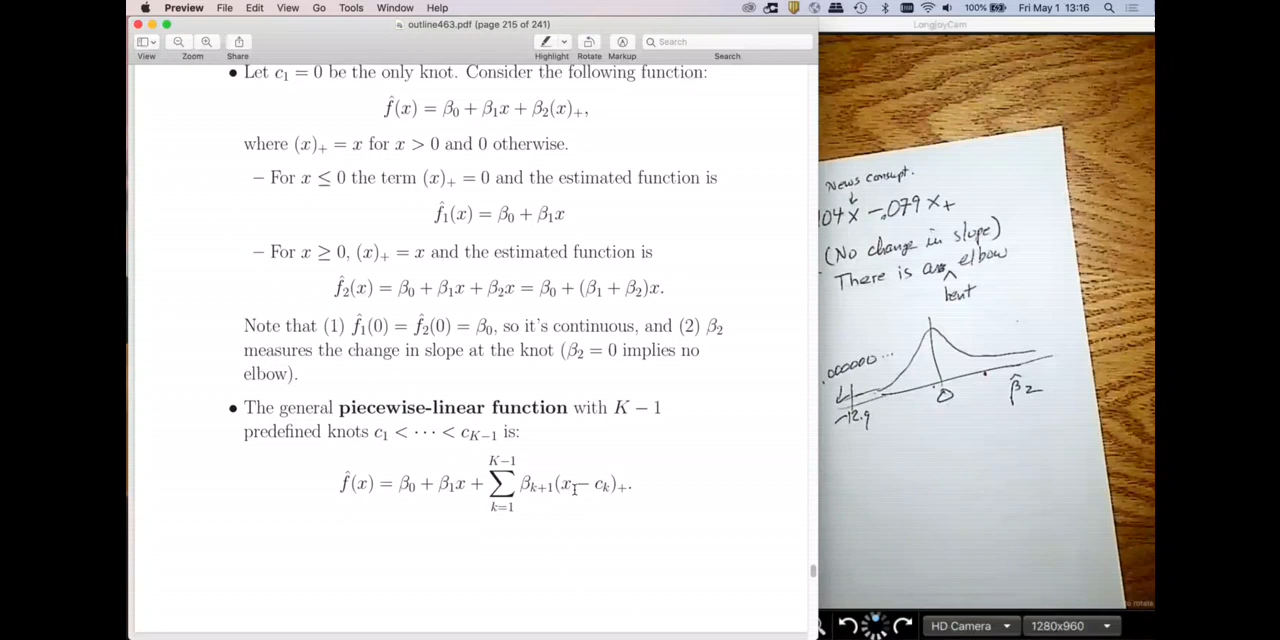 Preview File Edit View Go Tools Window Help 100% Fri May 1 13:16
outline463.pdf (page 215 of 241)
LongjoyCam
Search
View Zoom Share Highlight Rotate Markup Search
• Let c₁ = 0 be the only knot. Consider the following function:
f̂(x) = β₀ + β₁x + β₂(x)₊,
where (x)₊ = x for x > 0 and 0 otherwise.
– For x ≤ 0 the term (x)₊ = 0 and the estimated function is
f̂₁(x) = β₀ + β₁x
– For x ≥ 0, (x)₊ = x and the estimated function is
f̂₂(x) = β₀ + β₁x + β₂x = β₀ + (β₁ + β₂)x.
Note that (1) f̂₁(0) = f̂₂(0) = β₀, so it's continuous, and (2) β₂
measures the change in slope at the knot (β₂ = 0 implies no
elbow).
• The general piecewise-linear function with K − 1
predefined knots c₁ < ⋯ < c_{K−1} is:
K−1
f̂(x) = β₀ + β₁x + ∑ β_{k+1}(x − c_k)₊.
k=1
News
04x −.079 x₊
(No change in slope)
There is elbow
bent
.000000...
−12.9
0
β̂₂
HD Camera 1280x960